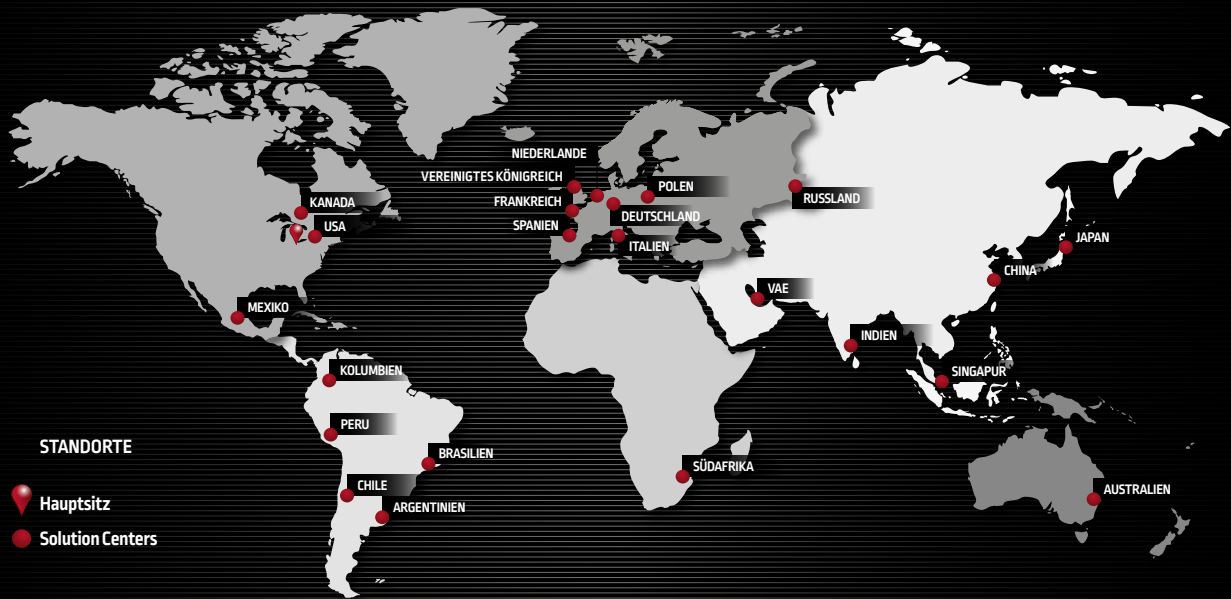 NIEDERLANDE
VEREINIGTES KÖNIGREICH
POLEN
FRANKREICH
RUSSLAND
KANADA
DEUTSCHLAND
USA
SPANIEN
ITALIEN
JAPAN
CHINA
VAE
MEXIKO
INDIEN
KOLUMBIEN
SINGAPUR
PERU
STANDORTE
BRASILIEN
SÜDAFRIKA
CHILE
AUSTRALIEN
Hauptsitz
ARGENTINIEN
Solution Centers